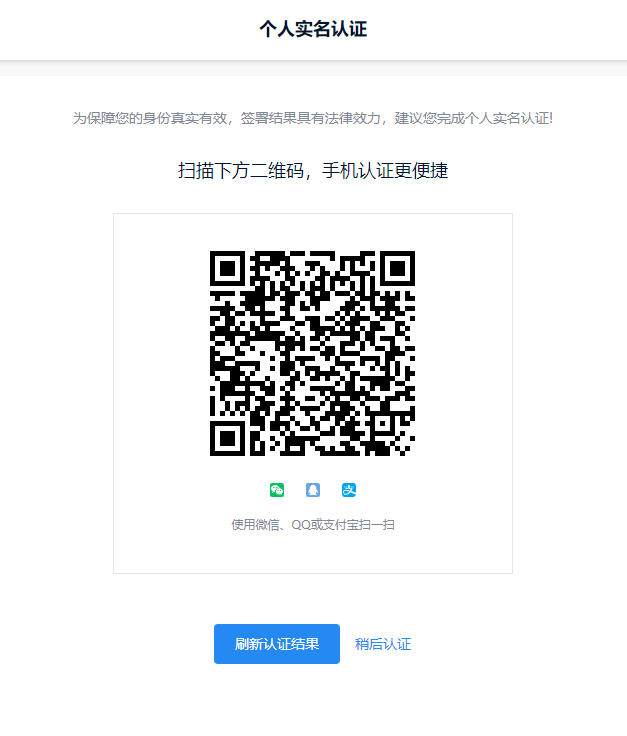 个人实名认证
为保障您的身份真实有效，签署结果具有法律效力，建议您完成个人实名认证!
扫描下方二维码，手机认证更便捷
使用微信、QQ或支付宝扫一扫
刷新认证结果 稍后认证